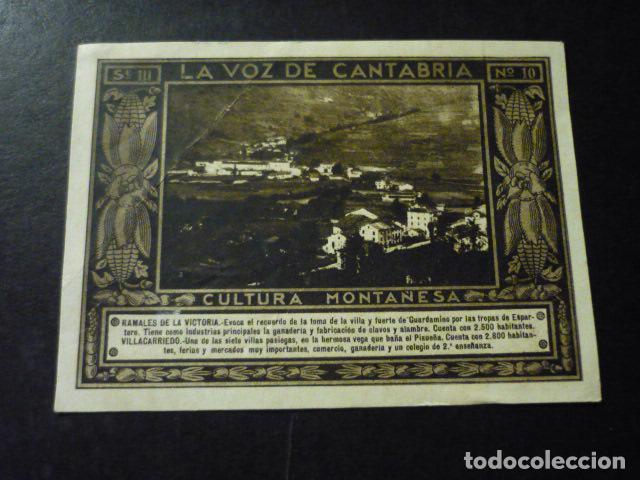 Sᵉ III
LA VOZ DE CANTABRIA
Nº 10
CULTURA MONTAÑESA
RAMALES DE LA VICTORIA.-Evoca el recuerdo de la toma de la villa y fuerte de Guardamino por las tropas de Espar-
tero. Tiene como industrias principales la ganadería y fabricación de clavos y alambre. Cuenta con 2.500 habitantes.
VILLACARRIEDO.-Una de las siete villas pasiegas, en la hermosa vega que baña el Pisueña. Cuenta con 2.800 habitan-
tes, ferias y mercados muy importantes, comercio, ganadería y un colegio de 2.ª enseñanza.
todocoleccion.net